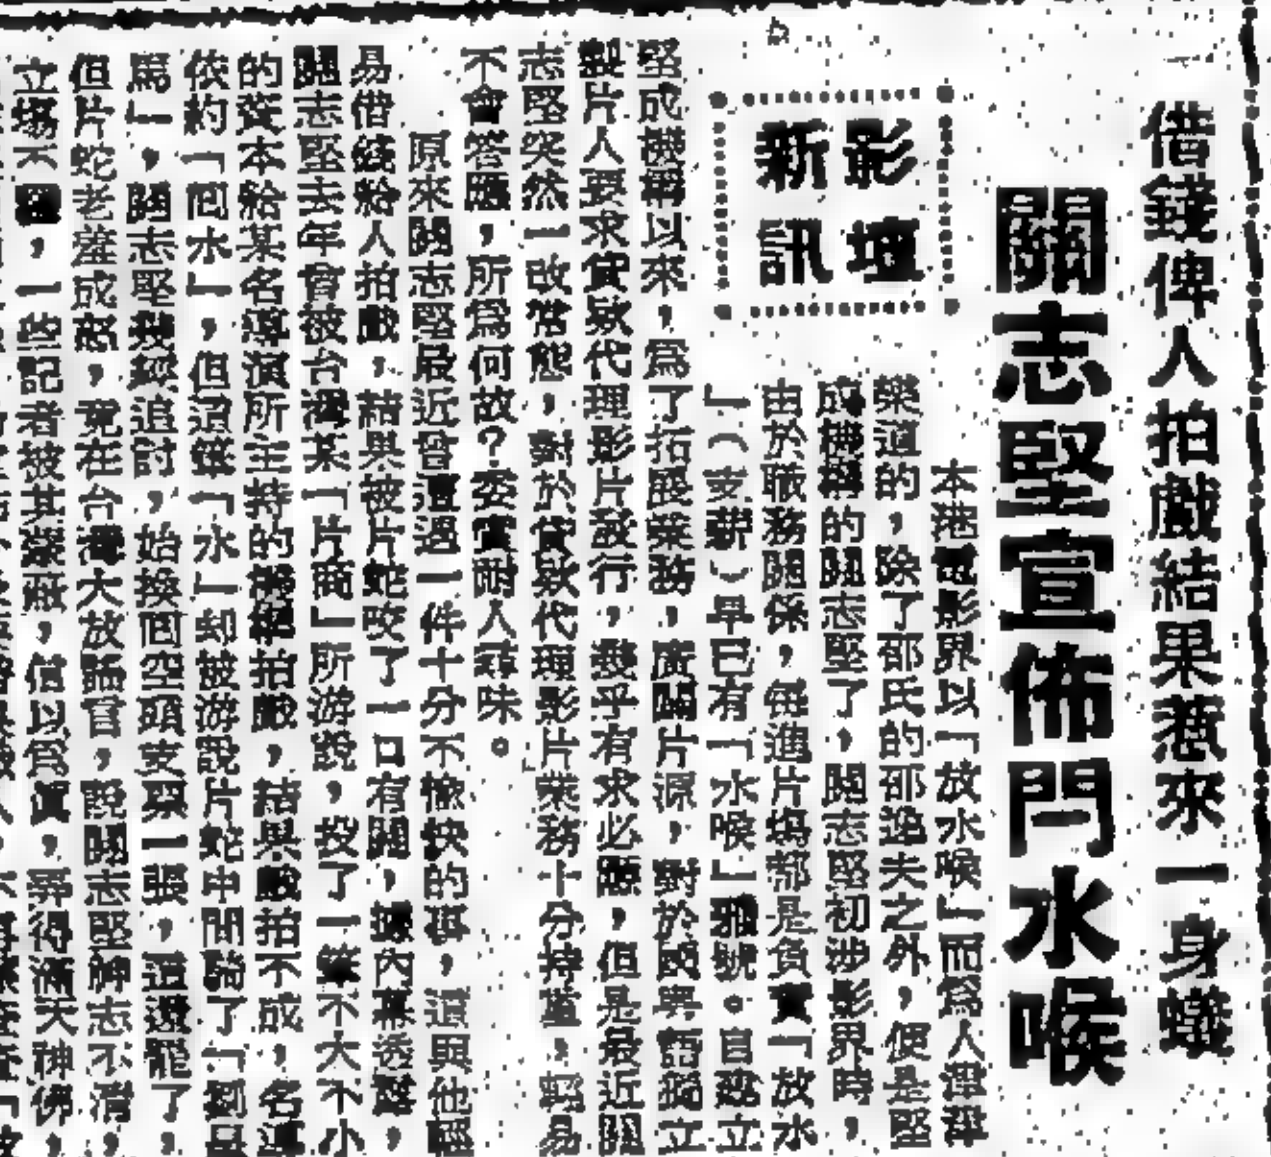 借錢俾人拍戲結果惹來一身蟻
關志堅宣佈閂水喉
影壇
新訊
本港電影界以「放水喉」而為人津津
樂道的，除了邵氏的邵逸夫之外，便是堅
成機構的關志堅了，關志堅初涉影界時，
由於職務關係，每進片場都是負責「放水
」（支薪）早已有「水喉」雅號。自創立
堅成機構以來，為了拓展業務，廣開片源，對於國粵語獨立
製片人要求貸欵代理影片發行，幾乎有求必應，但是最近關
志堅突然一改常態，對於貸欵代理影片業務十分持重，輕易
不會答應，所為何故？委實耐人尋味。
原來關志堅最近曾遭遇一件十分不愉快的事，這與他輕
易借錢給人拍戲，結果被片蛇咬了一口有關，據內幕透露，
關志堅去年曾被台灣某「片商」所游說，投了一筆不大不小
的資本給某名導演所主持的機構拍戲，結果戲拍不成，名導
依約「回水」，但這筆「水」却被游說片蛇中間騎了「劉具
馬」，關志堅幾經追討，始換回空頭支票一張，這還罷了，
但片蛇老羞成怒，竟在台灣大放謠言，說關志堅神志不清，
立場不穩，一些記者被其蒙蔽，信以為真，弄得滿天神佛，